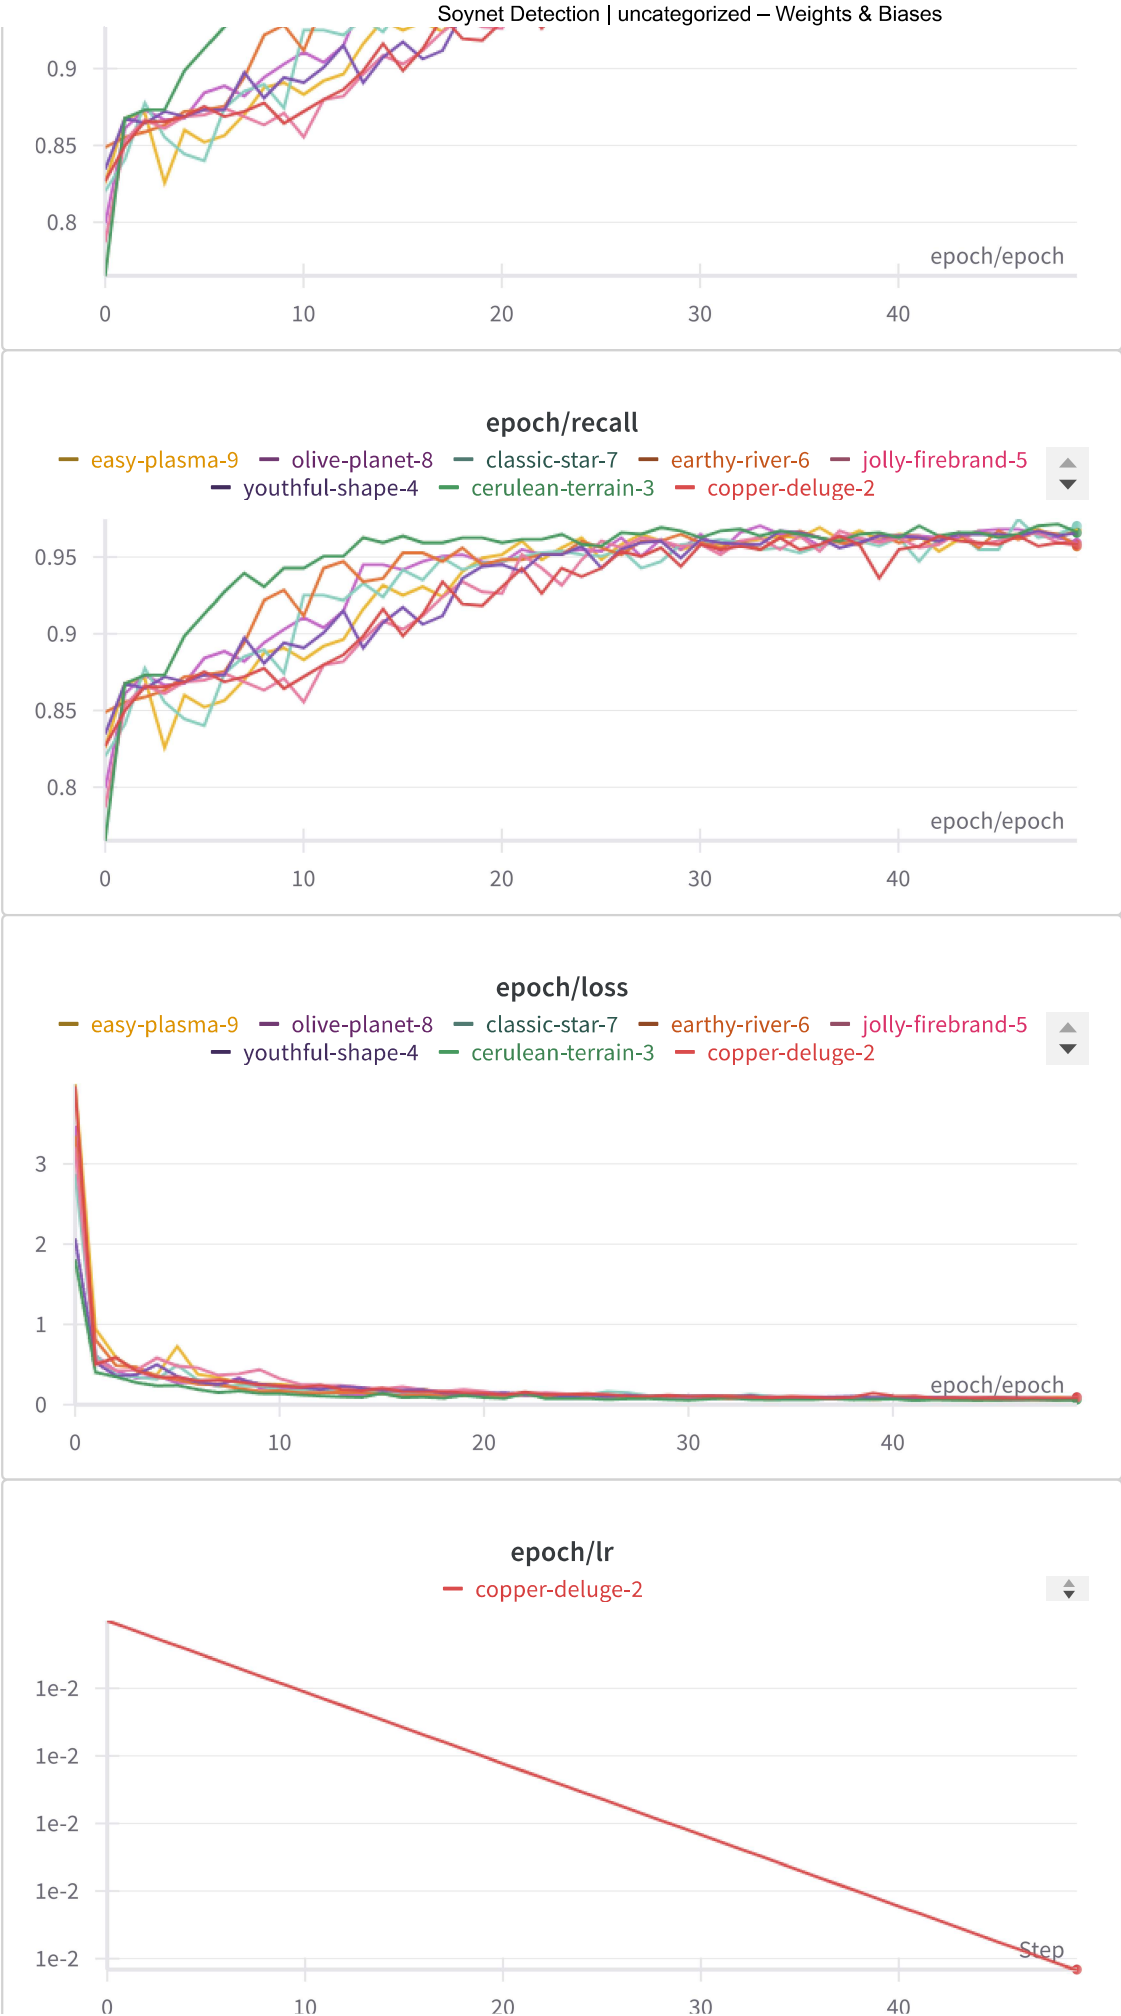 Soynet Detection | uncategorized – Weights & Biases
0.9
0.85
0.8
epoch/epoch
0 10 20 30 40
epoch/recall
easy-plasma-9 olive-planet-8 classic-star-7 earthy-river-6 jolly-firebrand-5
youthful-shape-4 cerulean-terrain-3 copper-deluge-2
0.95
0.9
0.85
0.8
epoch/epoch
0 10 20 30 40
epoch/loss
easy-plasma-9 olive-planet-8 classic-star-7 earthy-river-6 jolly-firebrand-5
youthful-shape-4 cerulean-terrain-3 copper-deluge-2
3
2
1
epoch/epoch
0
0 10 20 30 40
epoch/lr
copper-deluge-2
1e-2
1e-2
1e-2
1e-2
Step
1e-2
0 10 20 30 40